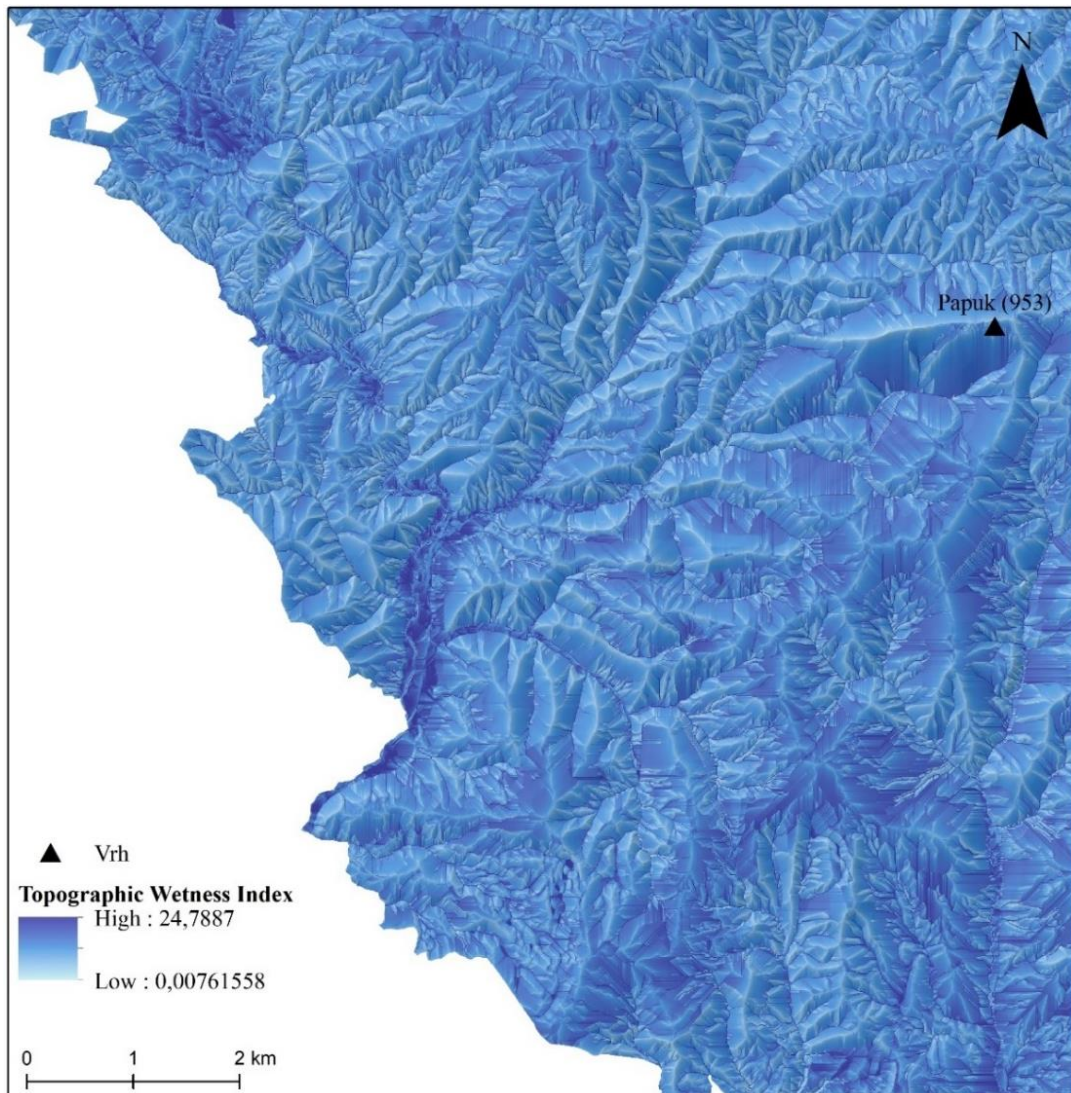 N
Papuk (953)
Vrh
Topographic Wetness Index
High : 24,7887
Low : 0,00761558
0 1 2 km